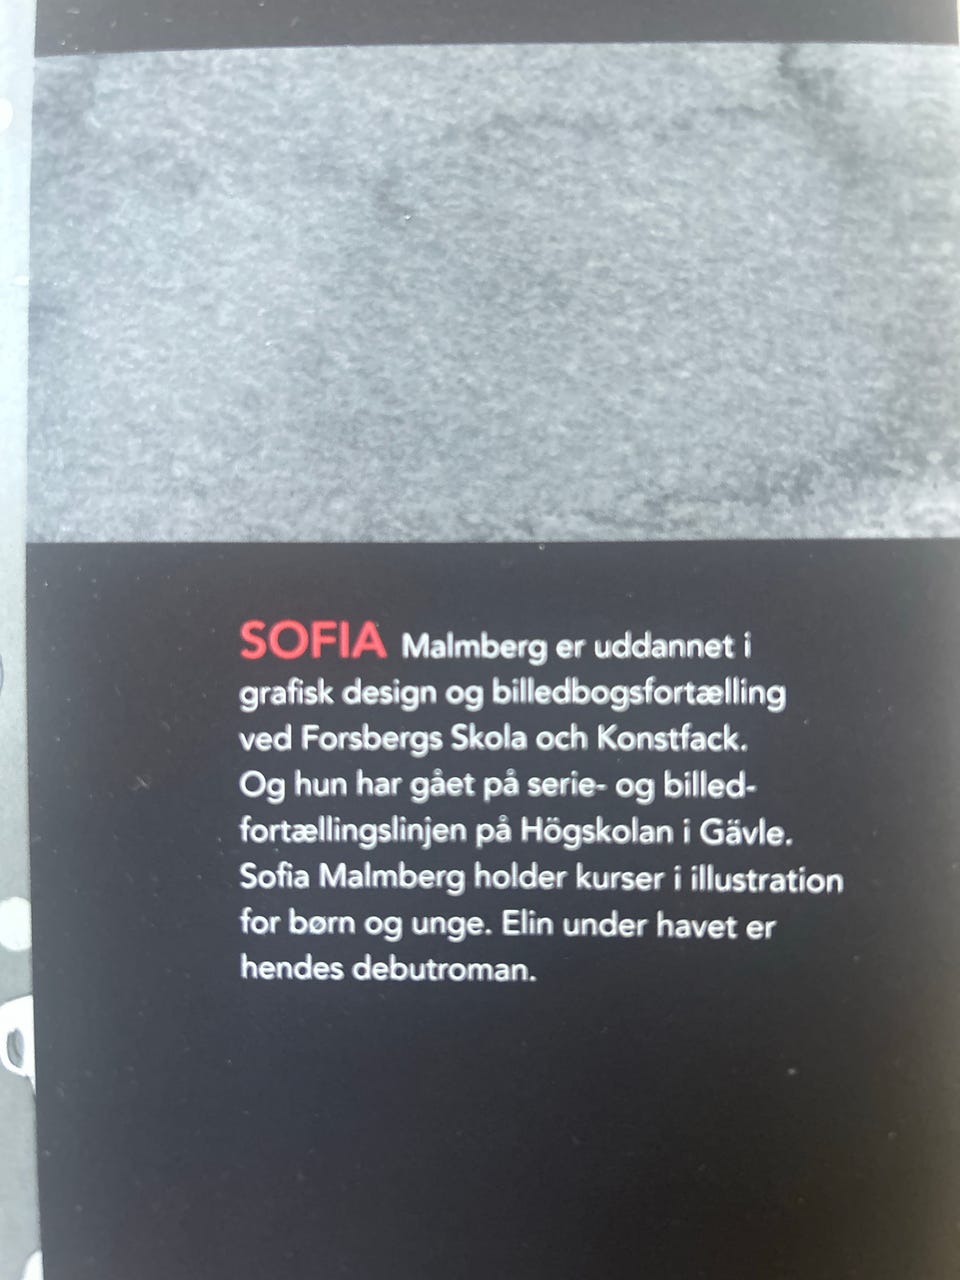 SOFIA Malmberg er uddannet i
grafisk design og billedbogsfortælling
ved Forsbergs Skola och Konstfack.
Og hun har gået på serie- og billed-
fortællingslinjen på Högskolan i Gävle.
Sofia Malmberg holder kurser i illustration
for børn og unge. Elin under havet er
hendes debutroman.